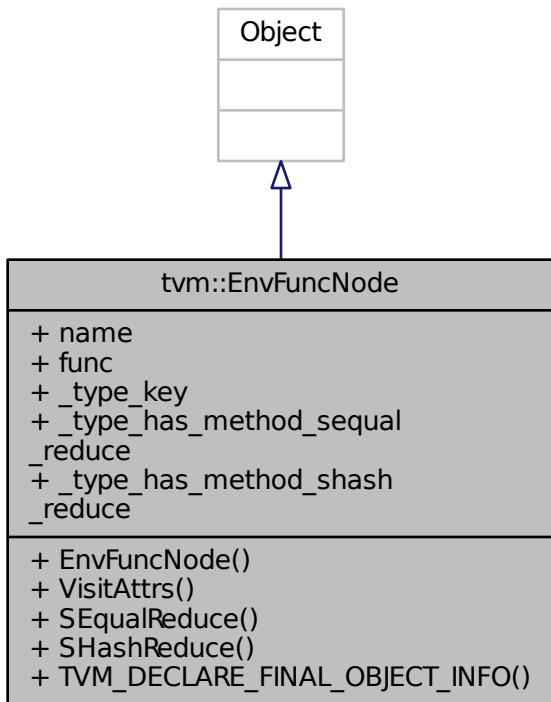 Object
tvm::EnvFuncNode
+ name
+ func
+ _type_key
+ _type_has_method_sequal
_reduce
+ _type_has_method_shash
_reduce
+ EnvFuncNode()
+ VisitAttrs()
+ SEqualReduce()
+ SHashReduce()
+ TVM_DECLARE_FINAL_OBJECT_INFO()